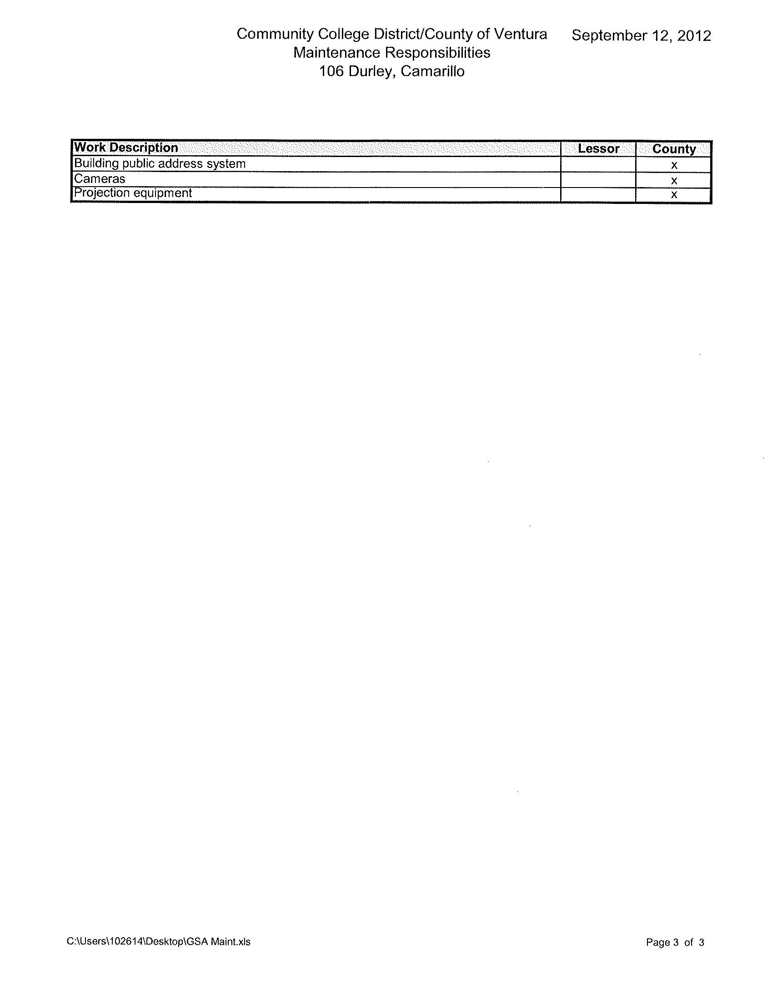 Community College District/County of Ventura September 12, 2012
Maintenance Responsibilities
106 Durley, Camarillo
Work Description Lessor County
Building public address system x
Cameras x
Projection equipment x
C:\Users\102614\Desktop\GSA Maint.xls Page 3 of 3